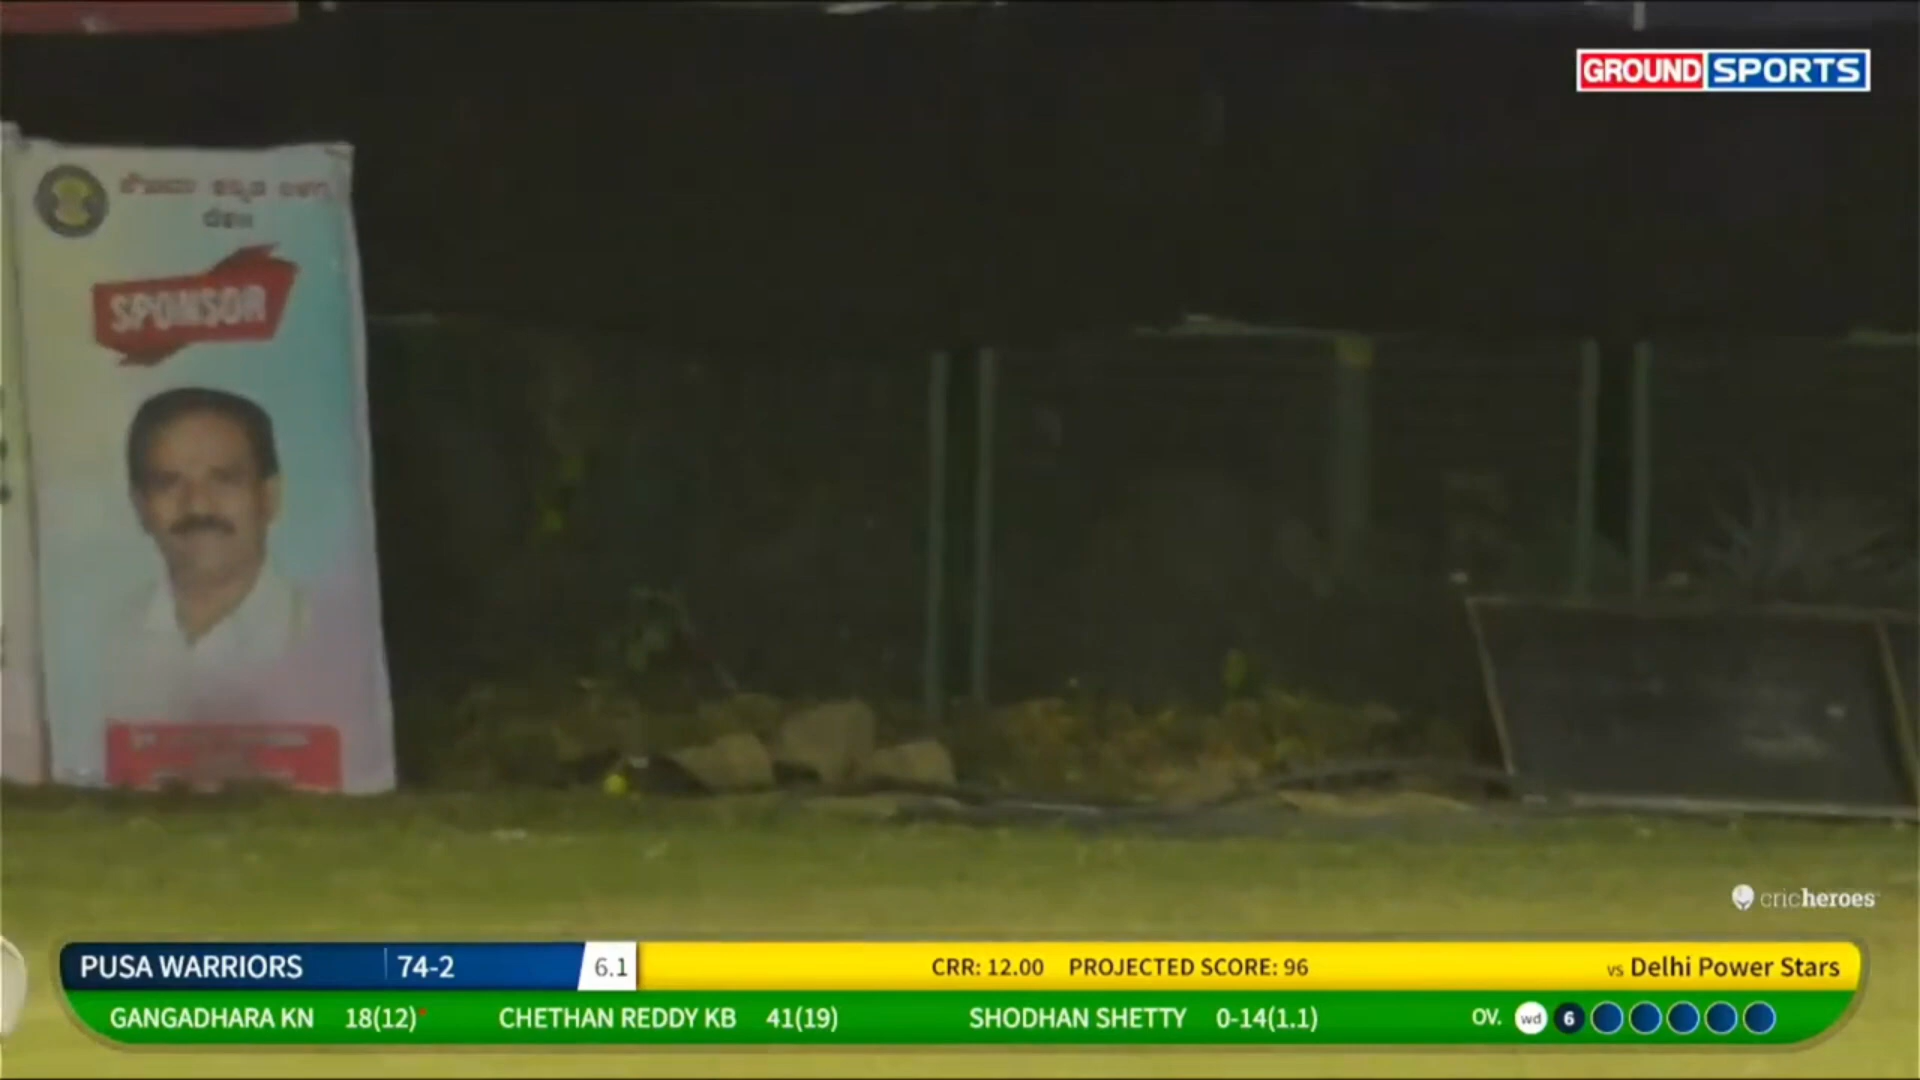 GROUND SPORTS
SPONSOR
cricheroes
PUSA WARRIORS 74-2 6.1 CRR: 12.00 PROJECTED SCORE: 96 vs Delhi Power Stars
GANGADHARA KN 18(12)* CHETHAN REDDY KB 41(19) SHODHAN SHETTY 0-14(1.1) OV. wd 6